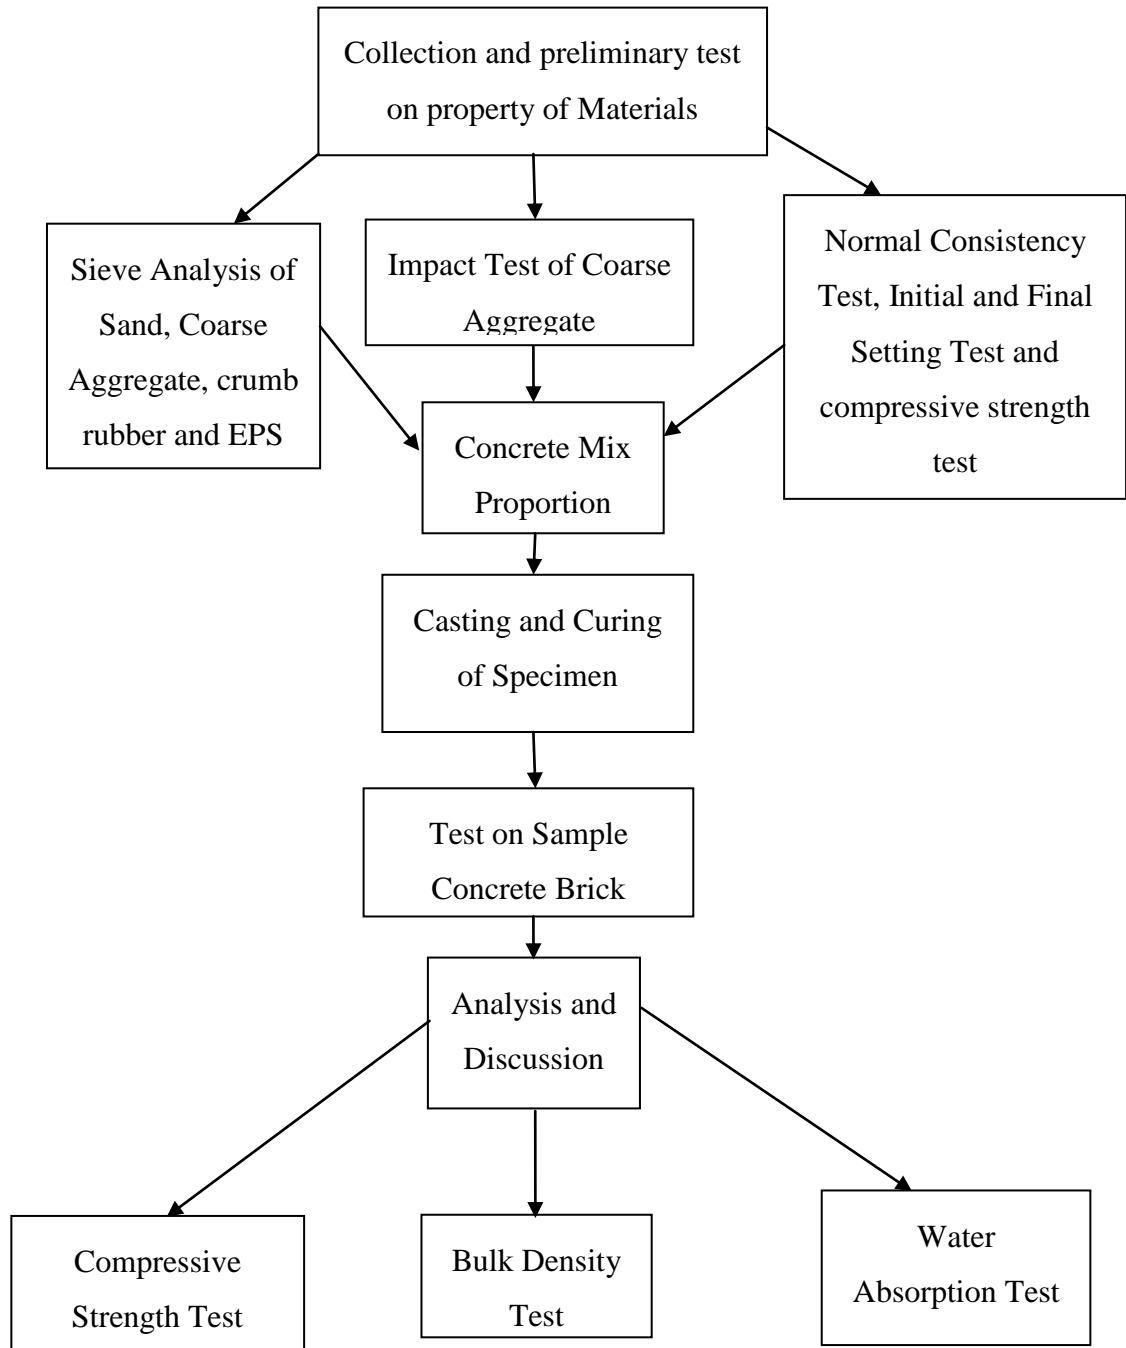 Collection and preliminary test
on property of Materials
Sieve Analysis of
Sand, Coarse
Aggregate, crumb
rubber and EPS
Impact Test of Coarse
Aggregate
Normal Consistency
Test, Initial and Final
Setting Test and
compressive strength
test
Concrete Mix
Proportion
Casting and Curing
of Specimen
Test on Sample
Concrete Brick
Analysis and
Discussion
Compressive
Strength Test
Bulk Density
Test
Water
Absorption Test